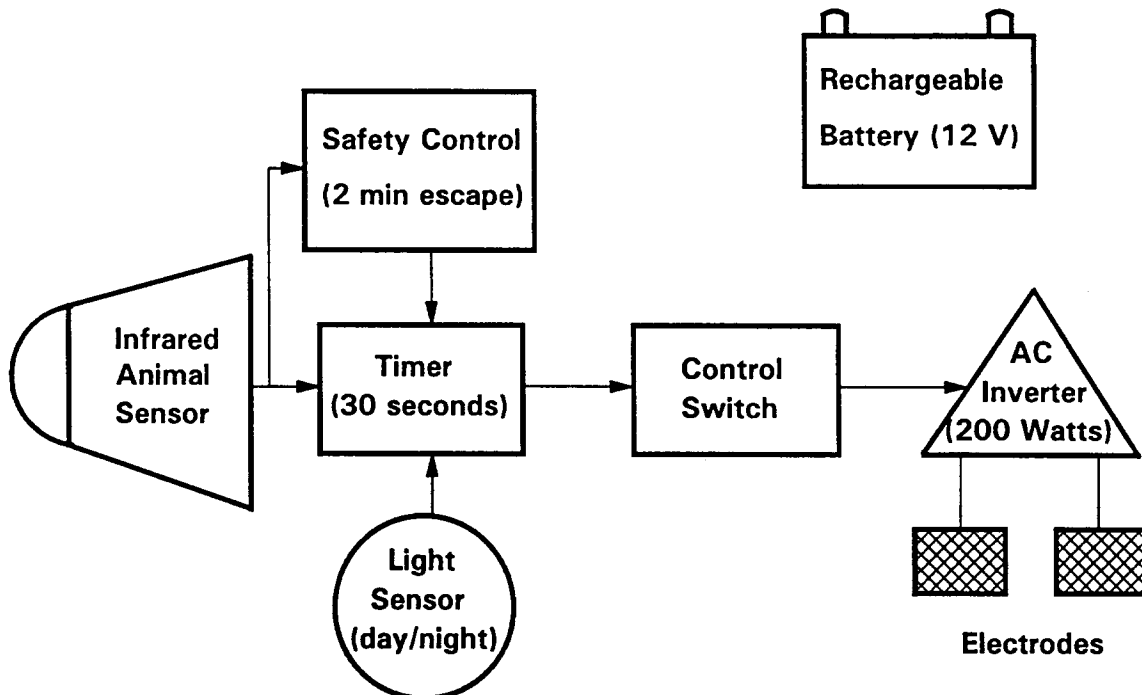 Rechargeable
Battery (12 V)
Safety Control
(2 min escape)
Infrared
Animal
Sensor
Timer
(30 seconds)
Control
Switch
AC
Inverter
(200 Watts)
Light
Sensor
(day/night)
Electrodes